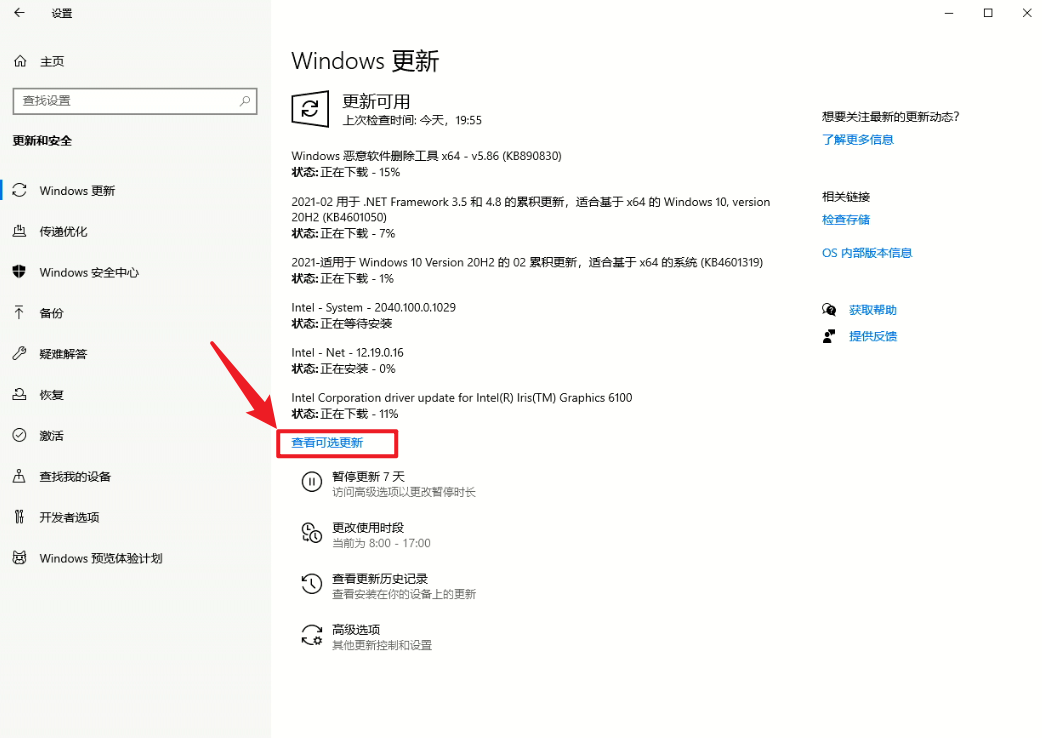 设置
主页
查找设置
更新和安全
Windows 更新
传递优化
Windows 安全中心
备份
疑难解答
恢复
激活
查找我的设备
开发者选项
Windows 预览体验计划
Windows 更新
更新可用
上次检查时间: 今天，19:55
Windows 恶意软件删除工具 x64 - v5.86 (KB890830)
状态: 正在下载 - 15%
2021-02 用于 .NET Framework 3.5 和 4.8 的累积更新，适合基于 x64 的 Windows 10, version
20H2 (KB4601050)
状态: 正在下载 - 7%
2021-适用于 Windows 10 Version 20H2 的 02 累积更新，适合基于 x64 的系统 (KB4601319)
状态: 正在下载 - 1%
Intel - System - 2040.100.0.1029
状态: 正在等待安装
Intel - Net - 12.19.0.16
状态: 正在安装 - 0%
Intel Corporation driver update for Intel(R) Iris(TM) Graphics 6100
状态: 正在下载 - 11%
查看可选更新
暂停更新 7 天
访问高级选项以更改暂停时长
更改使用时段
当前为 8:00 - 17:00
查看更新历史记录
查看安装在你的设备上的更新
高级选项
其他更新控制和设置
想要关注最新的更新动态?
了解更多信息
相关链接
检查存储
OS 内部版本信息
获取帮助
提供反馈